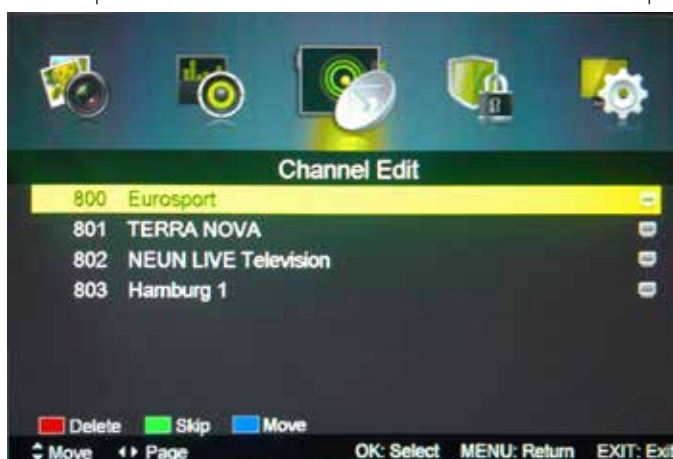 Channel Edit
800 Eurosport
801 TERRA NOVA
802 NEUN LIVE Television
803 Hamburg 1
Delete Skip Move
Move Page OK: Select MENU: Return EXIT: Exit